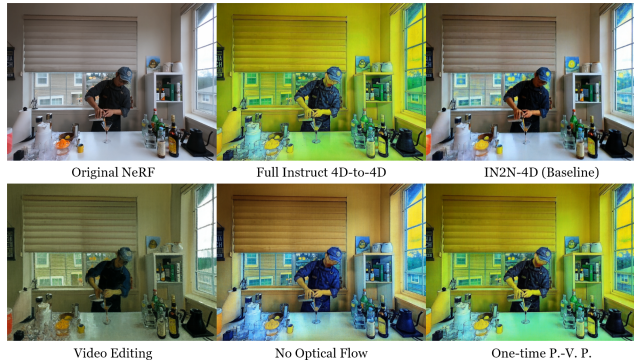 Original NeRF
Full Instruct 4D-to-4D
IN2N-4D (Baseline)
Video Editing
No Optical Flow
One-time P.-V. P.